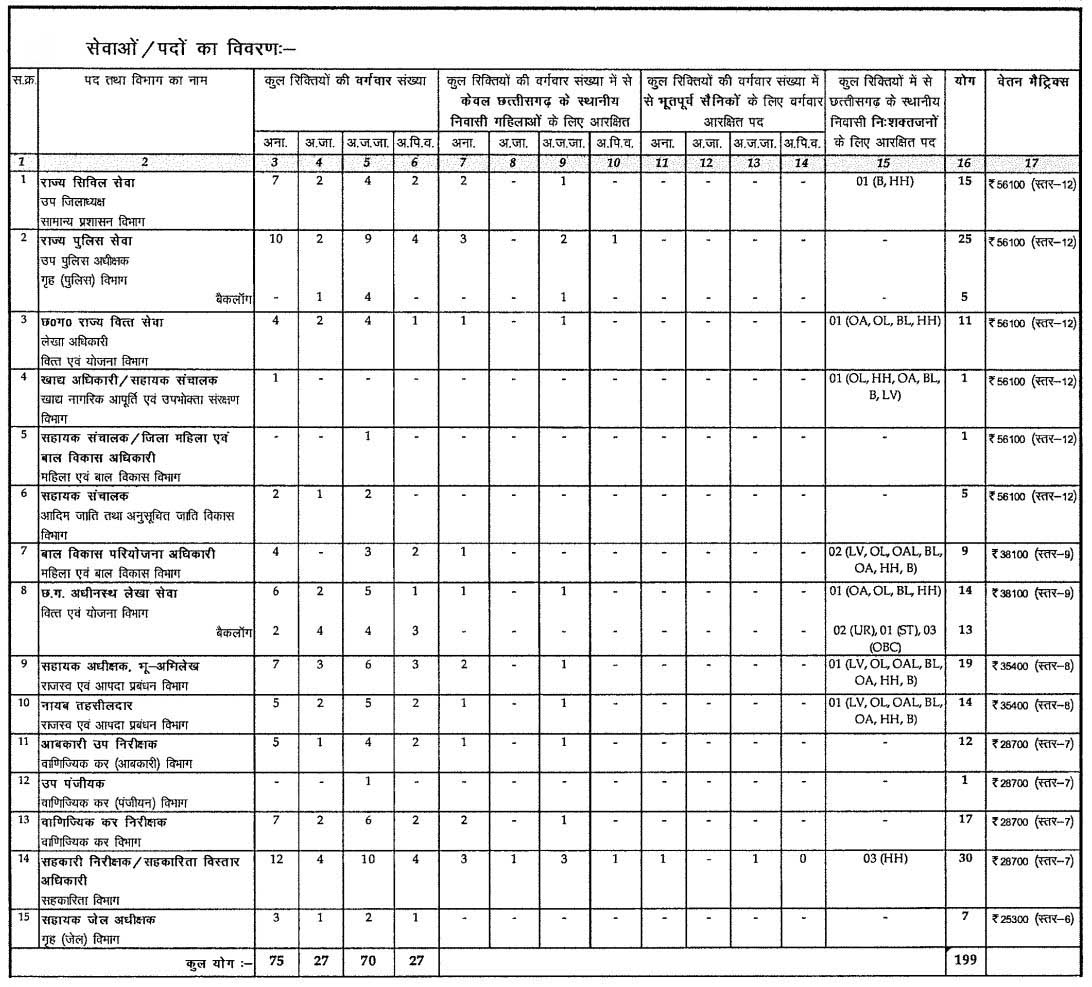 सेवाओं/पदों का विवरण:–
स.क्र. पद तथा विभाग का नाम कुल रिक्तियों की वर्गवार संख्या कुल रिक्तियों की वर्गवार संख्या में से कुल रिक्तियों की वर्गवार संख्या में कुल रिक्तियों में से योग वेतन मैट्रिक्स
केवल छत्तीसगढ़ के स्थानीय से भूतपूर्व सैनिकों के लिए वर्गवार छत्तीसगढ़ के स्थानीय
निवासी महिलाओं के लिए आरक्षित आरक्षित पद निवासी निःशक्तजनों
अना. अ.जा. अ.ज.जा. अ.पि.व. अना. अ.जा. अ.ज.जा. अ.पि.व. अना. अ.जा. अ.ज.जा. अ.पि.व. के लिए आरक्षित पद
1 2 3 4 5 6 7 8 9 10 11 12 13 14 15 16 17
1 राज्य सिविल सेवा 7 2 4 2 2 - 1 - - - - - 01 (B, HH) 15 ₹56100 (स्तर–12)
उप जिलाध्यक्ष
सामान्य प्रशासन विभाग
2 राज्य पुलिस सेवा 10 2 9 4 3 - 2 1 - - - - - 25 ₹56100 (स्तर–12)
उप पुलिस अधीक्षक
गृह (पुलिस) विभाग
बैकलॉग - 1 4 - - - 1 - - - - - - 5
3 छ0ग0 राज्य वित्त सेवा 4 2 4 1 1 - 1 - - - - - 01 (OA, OL, BL, HH) 11 ₹56100 (स्तर–12)
लेखा अधिकारी
वित्त एवं योजना विभाग
4 खाद्य अधिकारी/सहायक संचालक 1 - - - - - - - - - - - 01 (OL, HH, OA, BL, 1 ₹56100 (स्तर–12)
खाद्य नागरिक आपूर्ति एवं उपभोक्ता संरक्षण B, LV)
विभाग
5 सहायक संचालक/जिला महिला एवं - - 1 - - - - - - - - - - 1 ₹56100 (स्तर–12)
बाल विकास अधिकारी
महिला एवं बाल विकास विभाग
6 सहायक संचालक 2 1 2 - - - - - - - - - - 5 ₹56100 (स्तर–12)
आदिम जाति तथा अनुसूचित जाति विकास
विभाग
7 बाल विकास परियोजना अधिकारी 4 - 3 2 1 - - - - - - - 02 (LV, OL, OAL, BL, 9 ₹38100 (स्तर–9)
महिला एवं बाल विकास विभाग OA, HH, B)
8 छ.ग. अधीनस्थ लेखा सेवा 6 2 5 1 1 - 1 - - - - - 01 (OA, OL, BL, HH) 14 ₹38100 (स्तर–9)
वित्त एवं योजना विभाग
बैकलॉग 2 4 4 3 - - - - - - - - 02 (UR), 01 (ST), 03 13
(OBC)
9 सहायक अधीक्षक, भू–अभिलेख 7 3 6 3 2 - 1 - - - - - 01 (LV, OL, OAL, BL, 19 ₹35400 (स्तर–8)
राजस्व एवं आपदा प्रबंधन विभाग OA, HH, B)
10 नायब तहसीलदार 5 2 5 2 1 - 1 - - - - - 01 (LV, OL, OAL, BL, 14 ₹35400 (स्तर–8)
राजस्व एवं आपदा प्रबंधन विभाग OA, HH, B)
11 आबकारी उप निरीक्षक 5 1 4 2 1 - 1 - - - - - - 12 ₹28700 (स्तर–7)
वाणिज्यिक कर (आबकारी) विभाग
12 उप पंजीयक - - 1 - - - - - - - - - - 1 ₹28700 (स्तर–7)
वाणिज्यिक कर (पंजीयन) विभाग
13 वाणिज्यिक कर निरीक्षक 7 2 6 2 2 - 1 - - - - - - 17 ₹28700 (स्तर–7)
वाणिज्यिक कर विभाग
14 सहकारी निरीक्षक/सहकारिता विस्तार 12 4 10 4 3 1 3 1 1 - 1 0 03 (HH) 30 ₹28700 (स्तर–7)
अधिकारी
सहकारिता विभाग
15 सहायक जेल अधीक्षक 3 1 2 1 - - - - - - - - - 7 ₹25300 (स्तर–6)
गृह (जेल) विभाग
कुल योग :– 75 27 70 27 199